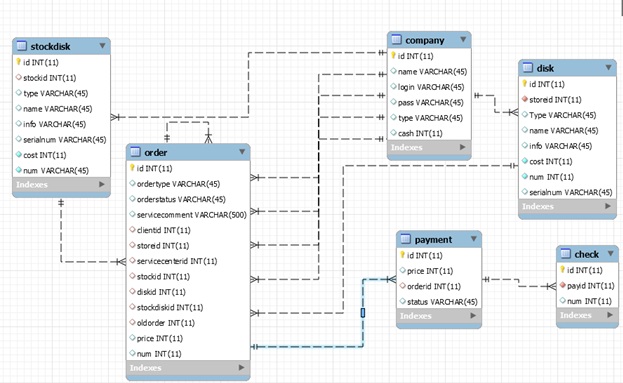 stockdisk
id INT(11)
stockid INT(11)
type VARCHAR(45)
name VARCHAR(45)
info VARCHAR(45)
serialnum VARCHAR(45)
cost INT(11)
num VARCHAR(45)
Indexes
order
id INT(11)
ordertype VARCHAR(45)
orderstatus VARCHAR(45)
servicecomment VARCHAR(500)
clientid INT(11)
storeid INT(11)
servicecenterid INT(11)
stockid INT(11)
diskid INT(11)
stockdiskid INT(11)
oldorder INT(11)
price INT(11)
num INT(11)
Indexes
company
id INT(11)
name VARCHAR(45)
login VARCHAR(45)
pass VARCHAR(45)
type VARCHAR(45)
cash INT(11)
Indexes
disk
id INT(11)
storeid INT(11)
Type VARCHAR(45)
name VARCHAR(45)
info VARCHAR(45)
cost INT(11)
num INT(11)
serialnum VARCHAR(45)
Indexes
payment
id INT(11)
price INT(11)
orderid INT(11)
status VARCHAR(45)
Indexes
check
id INT(11)
payid INT(11)
num INT(11)
Indexes